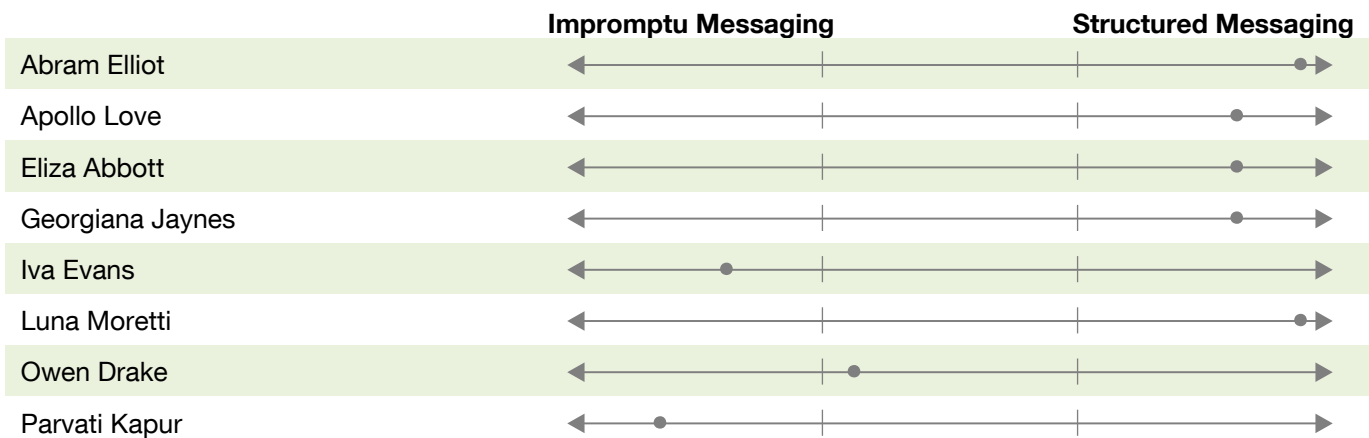 Impromptu Messaging Structured Messaging
Abram Elliot
Apollo Love
Eliza Abbott
Georgiana Jaynes
Iva Evans
Luna Moretti
Owen Drake
Parvati Kapur